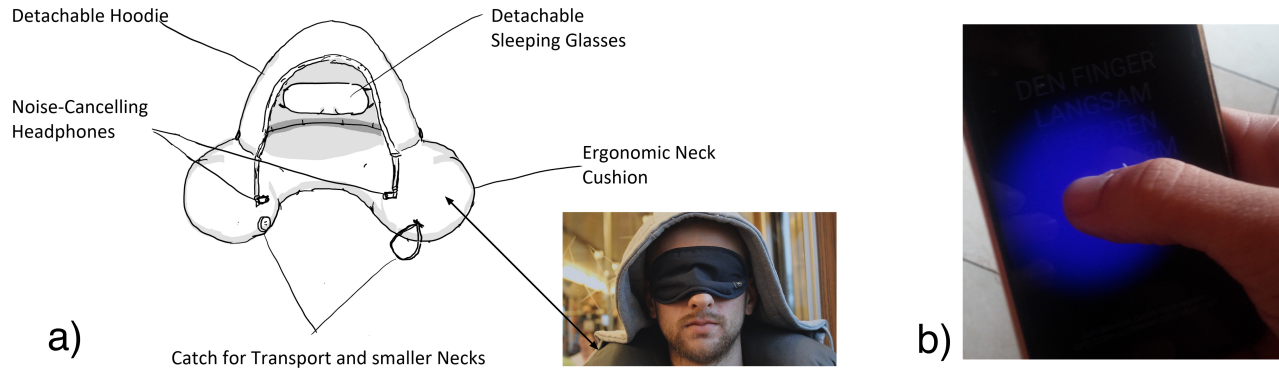 Detachable Hoodie
Detachable
Sleeping Glasses
Noise-Cancelling
Headphones
Ergonomic Neck
Cushion
Catch for Transport and smaller Necks
a)
b)
DEN FINGER
LANGSAM